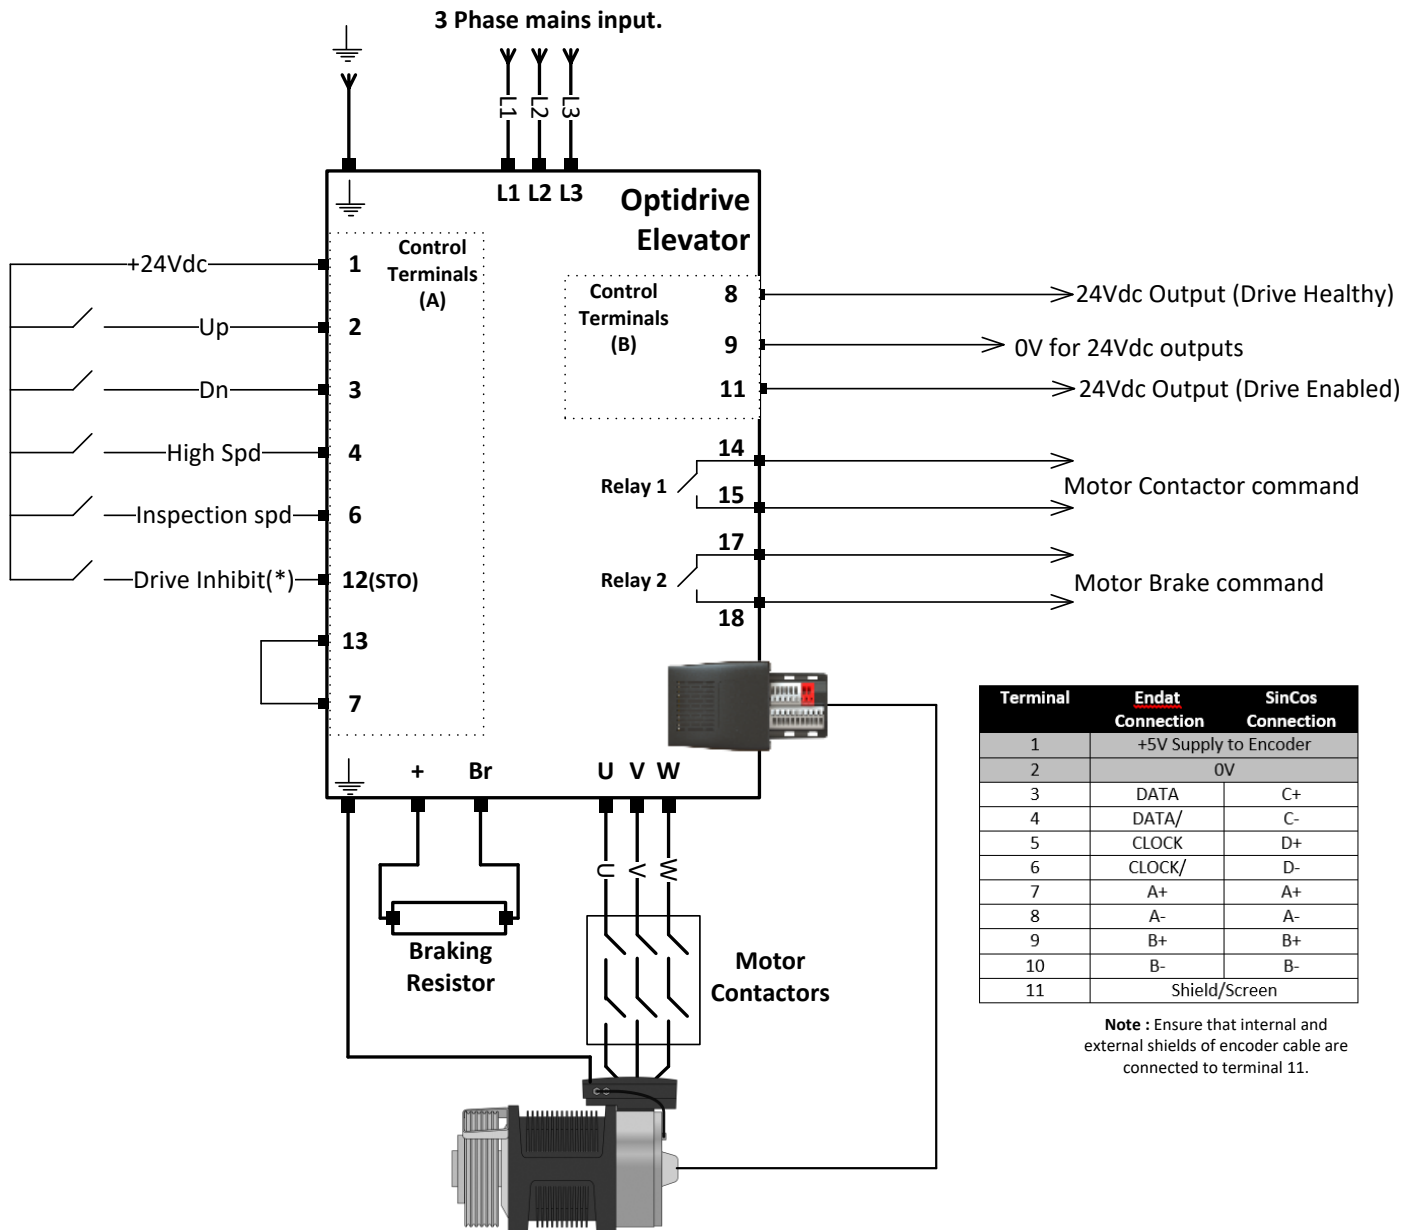 3 Phase mains input.
L1
L2
L3
L1 L2 L3
Optidrive
Elevator
Control
Terminals
(A)
+24Vdc
1
Up
2
Dn
3
High Spd
4
Inspection spd
6
Drive Inhibit(*)
12(STO)
13
7
Control
Terminals
(B)
8
24Vdc Output (Drive Healthy)
9
0V for 24Vdc outputs
11
24Vdc Output (Drive Enabled)
14
Relay 1
15
Motor Contactor command
17
Relay 2
18
Motor Brake command
+ Br
U V W
U
V
W
Braking
Resistor
Motor
Contactors
Terminal Endat Connection SinCos Connection
1 +5V Supply to Encoder
2 0V
3 DATA C+
4 DATA/ C-
5 CLOCK D+
6 CLOCK/ D-
7 A+ A+
8 A- A-
9 B+ B+
10 B- B-
11 Shield/Screen
Note : Ensure that internal and
external shields of encoder cable are
connected to terminal 11.